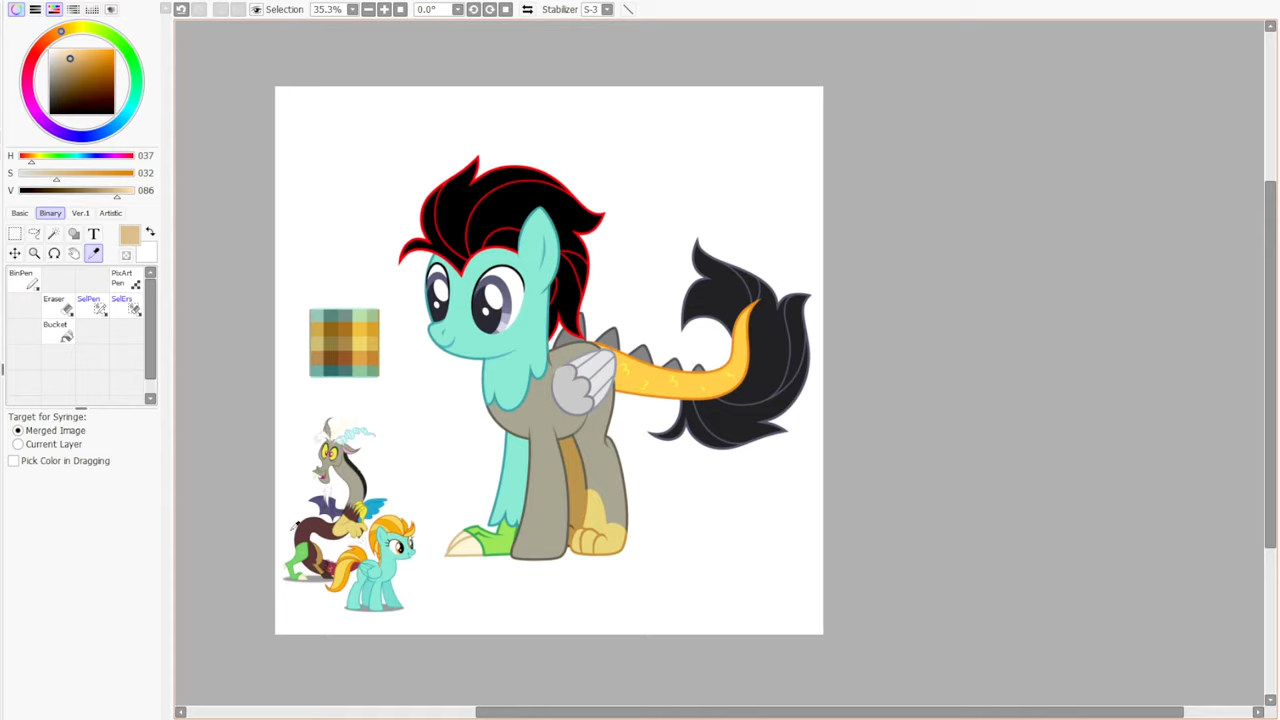 Selection 35.3% 0.0° Stabilizer S-3
H 037
S 032
V 086
Basic Binary Ver.1 Artistic
T
BinPen PixArt Pen
Eraser SelPen SelErs
Bucket
Target for Syringe:
Merged Image
Current Layer
Pick Color in Dragging